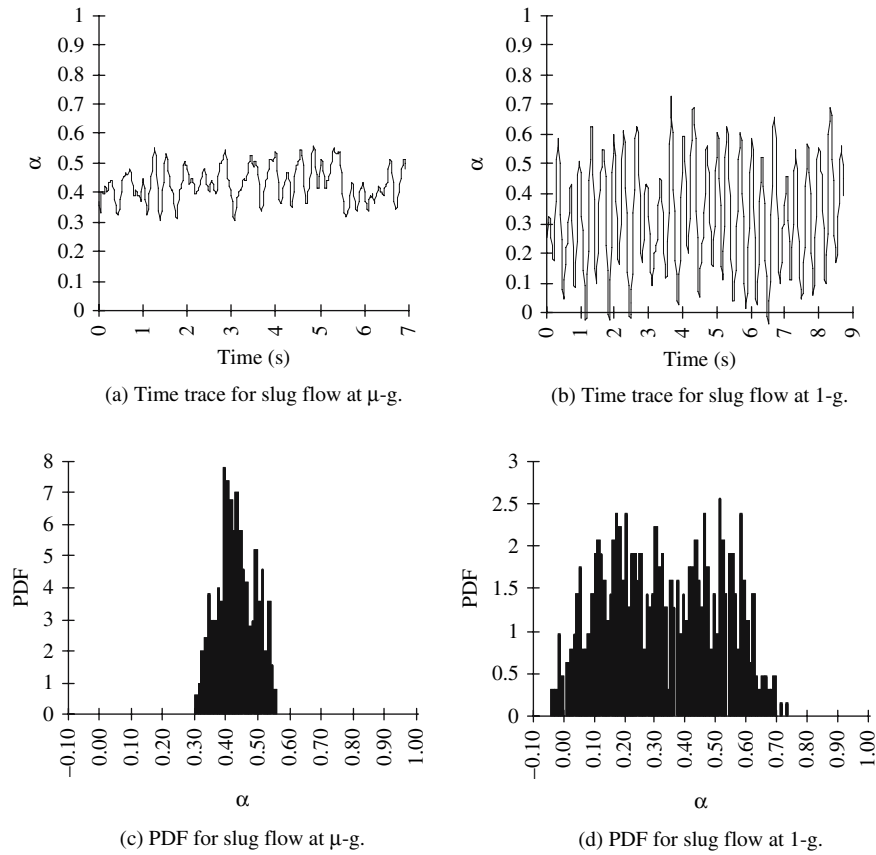 1
0.9
0.8
0.7
0.6
α 0.5
0.4
0.3
0.2
0.1
0
0 1 2 3 4 5 6 7
Time (s)
(a) Time trace for slug flow at μ-g.
1
0.9
0.8
0.7
0.6
α 0.5
0.4
0.3
0.2
0.1
0
0 1 2 3 4 5 6 7 8 9
Time (s)
(b) Time trace for slug flow at 1-g.
8
7
6
5
PDF 4
3
2
1
0
–0.10 0.00 0.30 0.40 0.50 0.60 0.70 0.80 0.90 1.00
α
(c) PDF for slug flow at μ-g.
3
2.5
2
PDF 1.5
1
0.5
0
–0.10 0.00 0.10 0.20 0.30 0.40 0.50 0.60 0.70 0.80 0.90 1.00
α
(d) PDF for slug flow at 1-g.